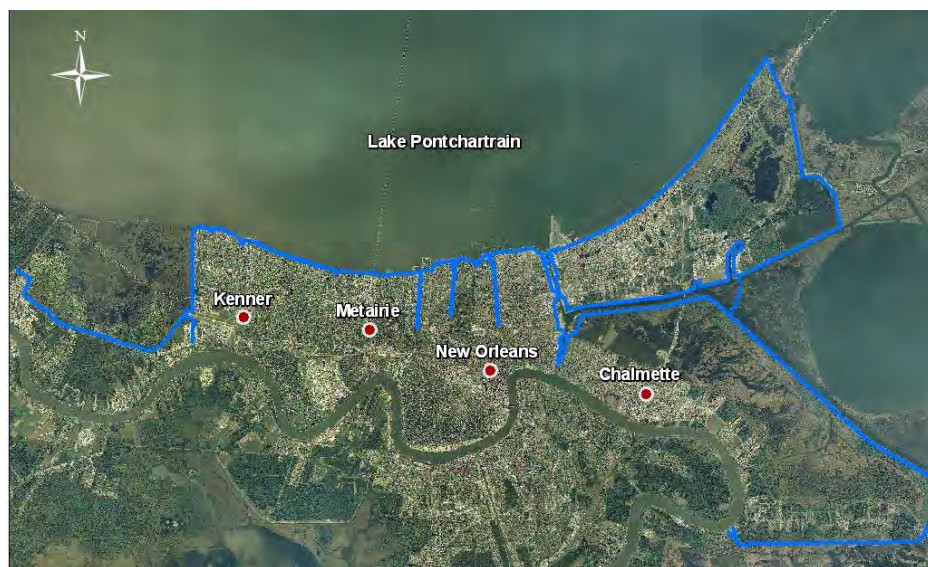 N
Lake Pontchartrain
Kenner
Metairie
New Orleans
Chalmette